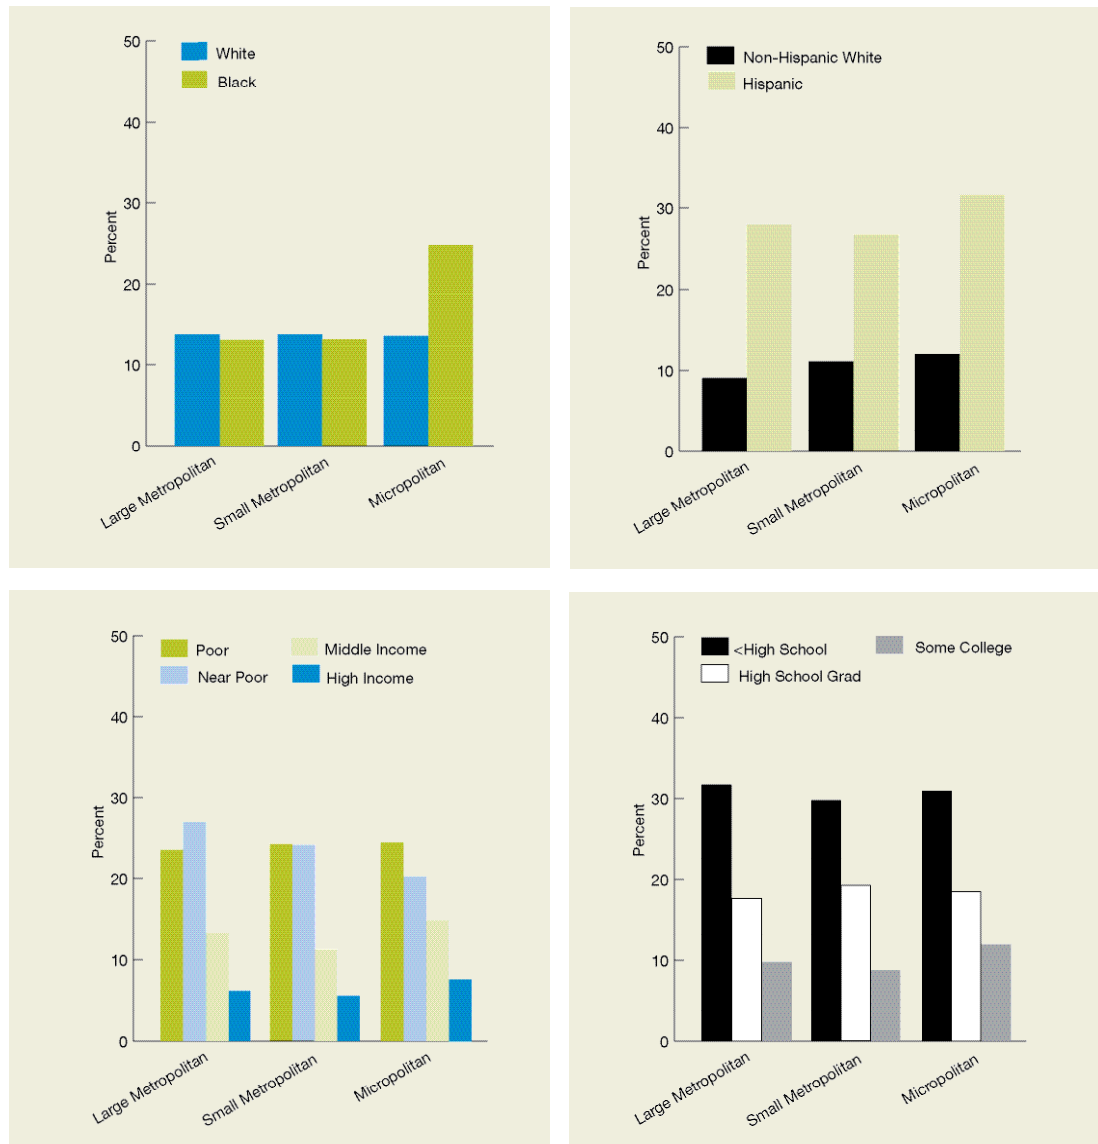 50
40
30
20
10
0
Percent
White
Black
Large Metropolitan
Small Metropolitan
Micropolitan
50
40
30
20
10
0
Percent
Non-Hispanic White
Hispanic
Large Metropolitan
Small Metropolitan
Micropolitan
50
40
30
20
10
0
Percent
Poor
Middle Income
Near Poor
High Income
Large Metropolitan
Small Metropolitan
Micropolitan
50
40
30
20
10
0
Percent
<High School
Some College
High School Grad
Large Metropolitan
Small Metropolitan
Micropolitan